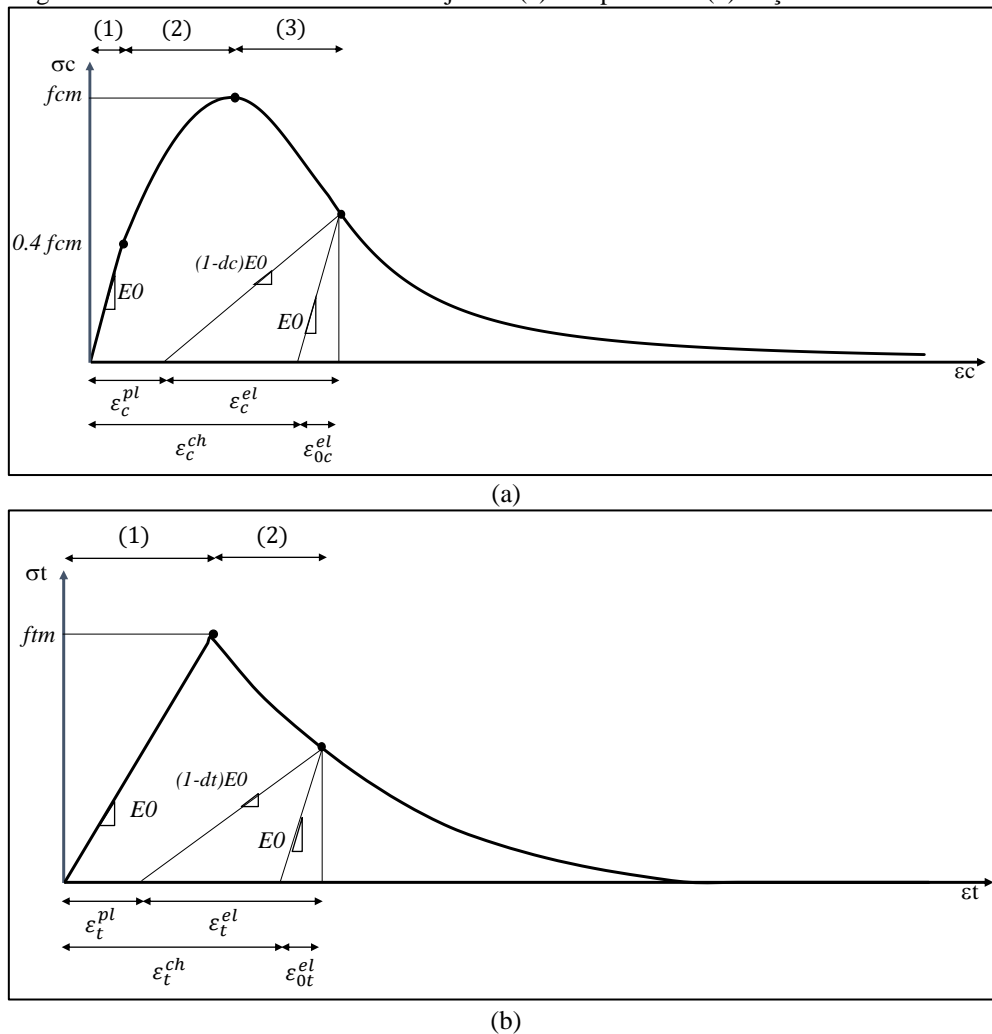 (1) (2) (3)
σc
fcm
0.4 fcm
(1-dc)E0
E0
E0
εc
ε_c^pl ε_c^el
ε_c^ch ε_0c^el
(a)
(1) (2)
σt
ftm
(1-dt)E0
E0
E0
εt
ε_t^pl ε_t^el
ε_t^ch ε_0t^el
(b)